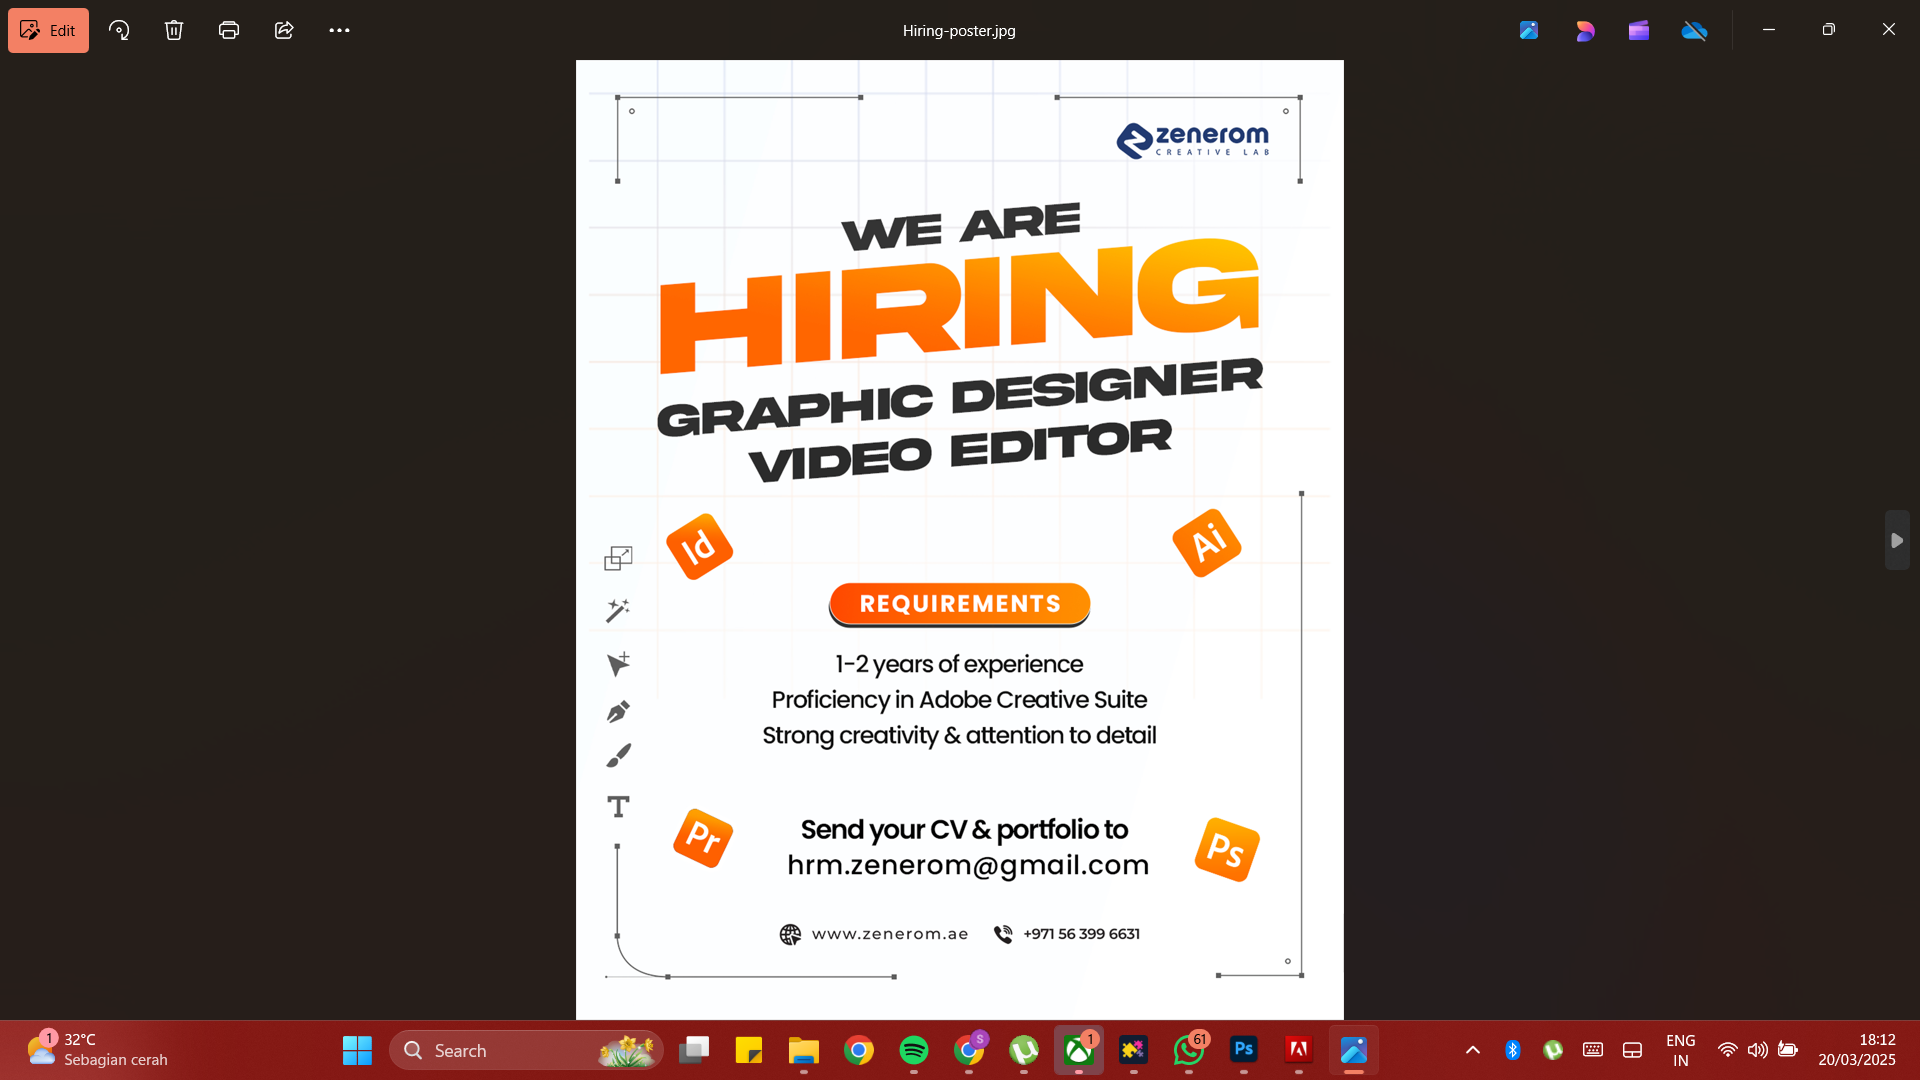 Edit
Hiring-poster.jpg
zenerom
CREATIVE LAB
WE ARE
HIRING
GRAPHIC DESIGNER
VIDEO EDITOR
Id
Ai
REQUIREMENTS
1-2 years of experience
Proficiency in Adobe Creative Suite
Strong creativity & attention to detail
T
Pr
Ps
Send your CV & portfolio to
hrm.zenerom@gmail.com
www.zenerom.ae
+971 56 399 6631
1
32°C
Sebagian cerah
Search
S
1
61
Ps
ENG
IN
18:12
20/03/2025